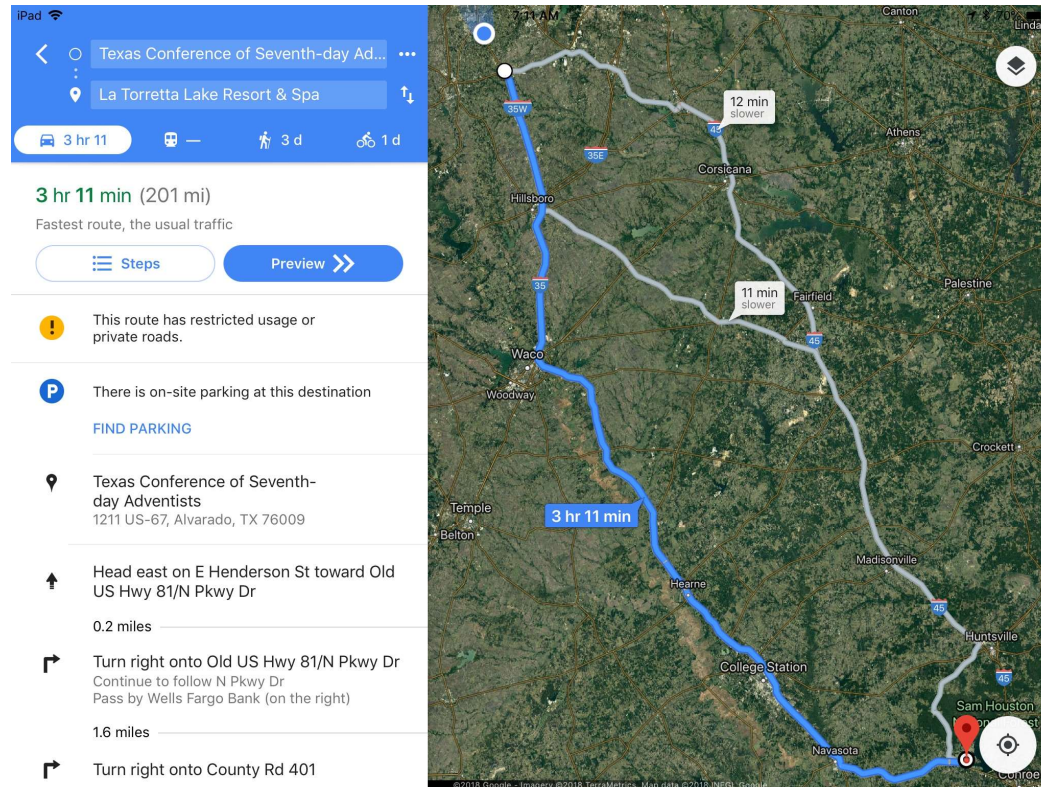 iPad
7:11 AM
70%
Texas Conference of Seventh-day Ad...
La Torretta Lake Resort & Spa
3 hr 11
—
3 d
1 d
3 hr 11 min (201 mi)
Fastest route, the usual traffic
Steps
Preview
This route has restricted usage or
private roads.
P
There is on-site parking at this destination
FIND PARKING
Texas Conference of Seventh-
day Adventists
1211 US-67, Alvarado, TX 76009
Head east on E Henderson St toward Old
US Hwy 81/N Pkwy Dr
0.2 miles
Turn right onto Old US Hwy 81/N Pkwy Dr
Continue to follow N Pkwy Dr
Pass by Wells Fargo Bank (on the right)
1.6 miles
Turn right onto County Rd 401
Canton
Linda
35W
12 min
slower
45
Athens
35E
Corsicana
Hillsboro
35
11 min
slower
Fairfield
Palestine
45
Waco
Woodway
Crockett
Temple
Belton
3 hr 11 min
Madisonville
Hearne
45
Huntsville
College Station
45
Sam Houston
Navasota
Conroe
©2018 Google - Imagery ©2018 TerraMetrics, Map data ©2018 INEGI, Google